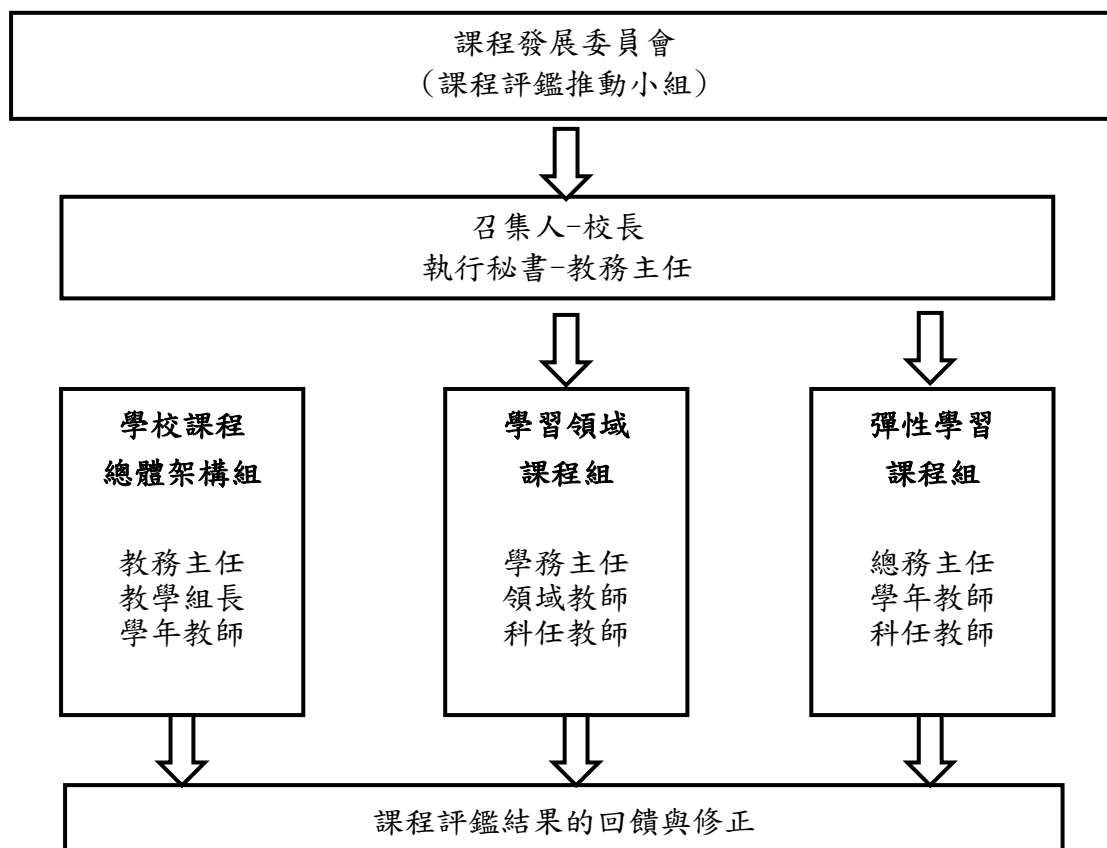 課程發展委員會
(課程評鑑推動小組)
召集人-校長
執行秘書-教務主任
學校課程
總體架構組
教務主任
教學組長
學年教師
學習領域
課程組
學務主任
領域教師
科任教師
彈性學習
課程組
總務主任
學年教師
科任教師
課程評鑑結果的回饋與修正